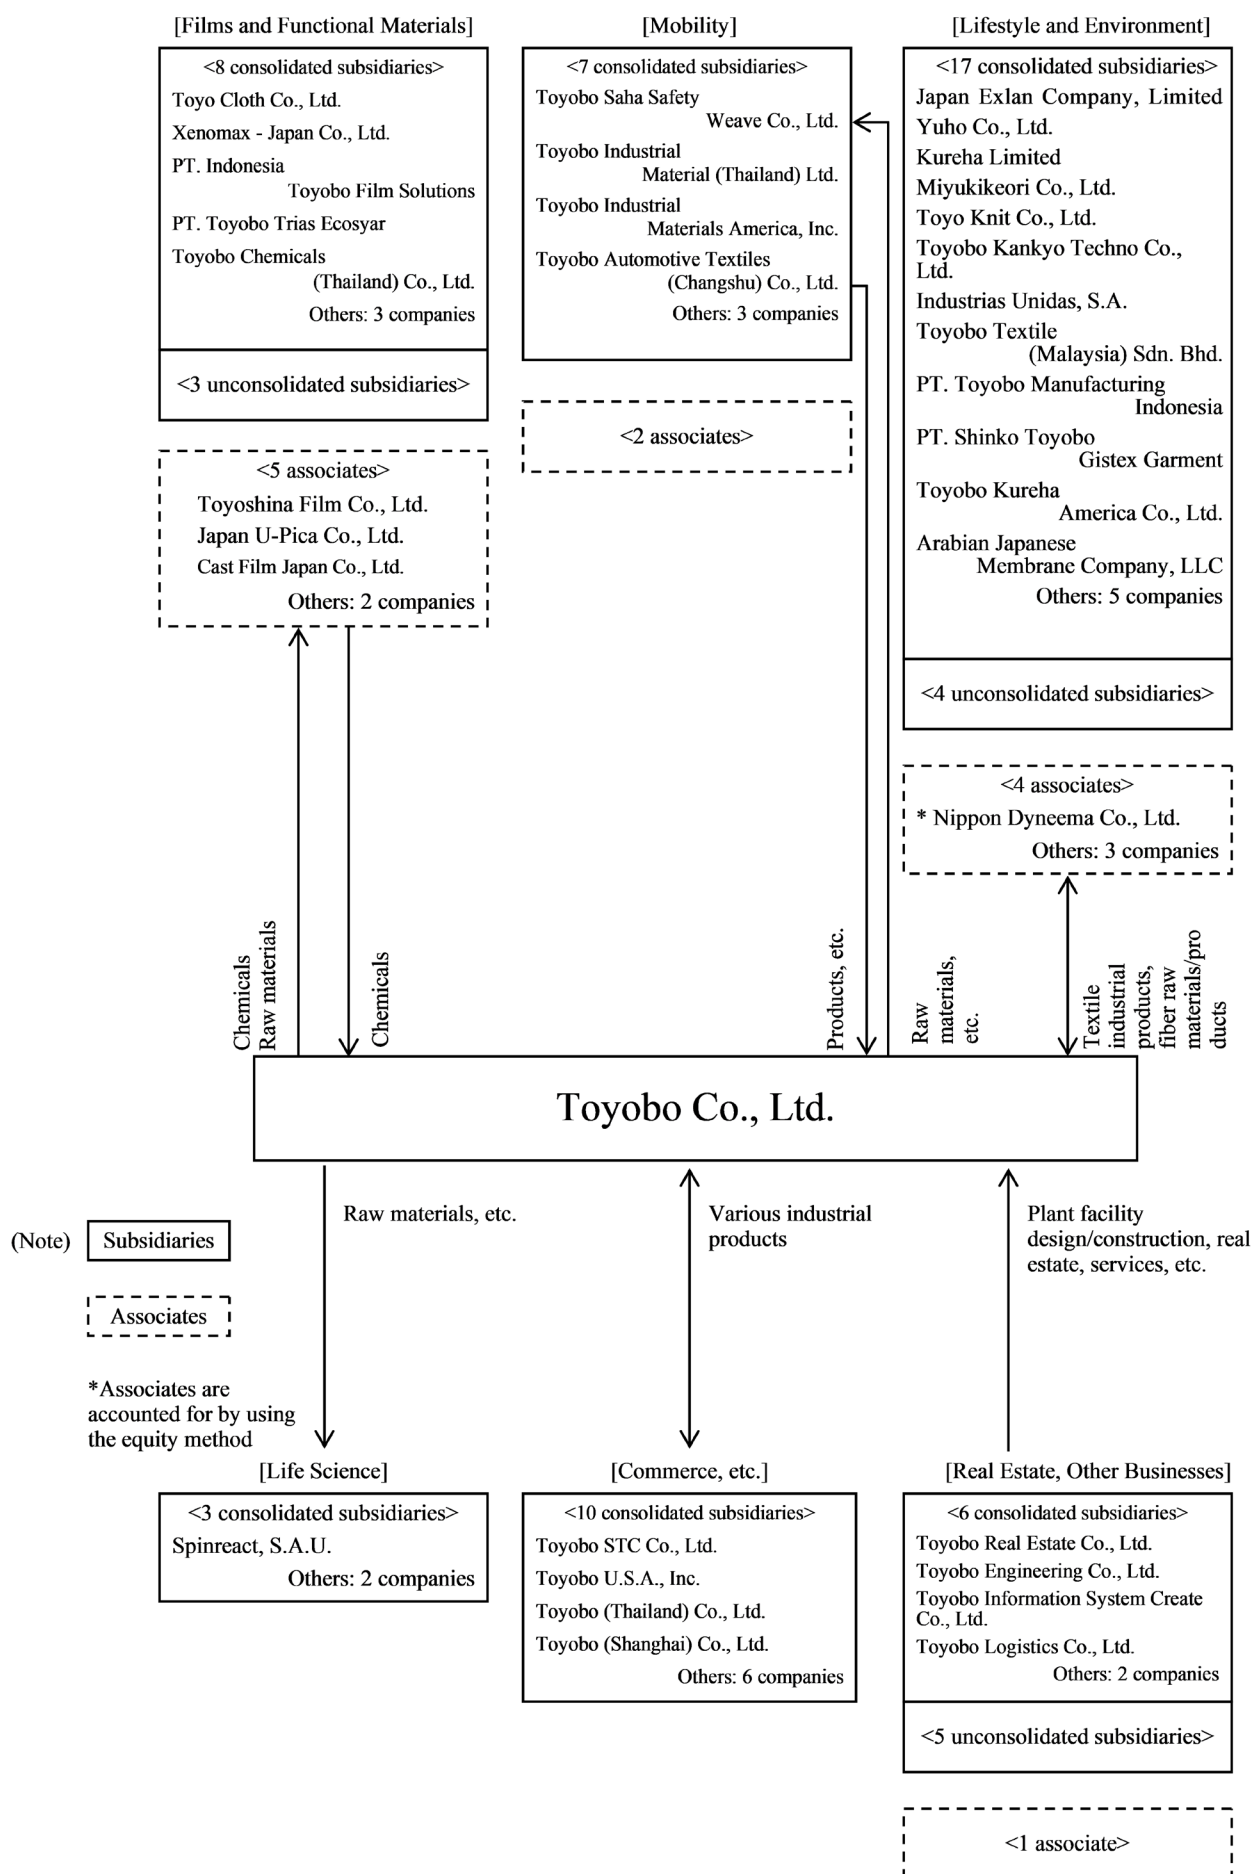 [Films and Functional Materials]
<8 consolidated subsidiaries>
Toyo Cloth Co., Ltd.
Xenomax - Japan Co., Ltd.
PT. Indonesia
Toyobo Film Solutions
PT. Toyobo Trias Ecosyar
Toyobo Chemicals
(Thailand) Co., Ltd.
Others: 3 companies
<3 unconsolidated subsidiaries>
<5 associates>
Toyoshina Film Co., Ltd.
Japan U-Pica Co., Ltd.
Cast Film Japan Co., Ltd.
Others: 2 companies
[Mobility]
<7 consolidated subsidiaries>
Toyobo Saha Safety
Weave Co., Ltd.
Toyobo Industrial
Material (Thailand) Ltd.
Toyobo Industrial
Materials America, Inc.
Toyobo Automotive Textiles
(Changshu) Co., Ltd.
Others: 3 companies
<2 associates>
[Lifestyle and Environment]
<17 consolidated subsidiaries>
Japan Exlan Company, Limited
Yuho Co., Ltd.
Kureha Limited
Miyukikeori Co., Ltd.
Toyo Knit Co., Ltd.
Toyobo Kankyo Techno Co.,
Ltd.
Industrias Unidas, S.A.
Toyobo Textile
(Malaysia) Sdn. Bhd.
PT. Toyobo Manufacturing
Indonesia
PT. Shinko Toyobo
Gistex Garment
Toyobo Kureha
America Co., Ltd.
Arabian Japanese
Membrane Company, LLC
Others: 5 companies
<4 unconsolidated subsidiaries>
<4 associates>
* Nippon Dyneema Co., Ltd.
Others: 3 companies
Chemicals
Raw materials
Chemicals
Products, etc.
Raw
materials,
etc.
Textile
industrial
products,
fiber raw
materials/pro
ducts
Toyobo Co., Ltd.
Raw materials, etc.
Various industrial
products
Plant facility
design/construction, real
estate, services, etc.
(Note)
Subsidiaries
Associates
*Associates are
accounted for by using
the equity method
[Life Science]
<3 consolidated subsidiaries>
Spinreact, S.A.U.
Others: 2 companies
[Commerce, etc.]
<10 consolidated subsidiaries>
Toyobo STC Co., Ltd.
Toyobo U.S.A., Inc.
Toyobo (Thailand) Co., Ltd.
Toyobo (Shanghai) Co., Ltd.
Others: 6 companies
[Real Estate, Other Businesses]
<6 consolidated subsidiaries>
Toyobo Real Estate Co., Ltd.
Toyobo Engineering Co., Ltd.
Toyobo Information System Create
Co., Ltd.
Toyobo Logistics Co., Ltd.
Others: 2 companies
<5 unconsolidated subsidiaries>
<1 associate>